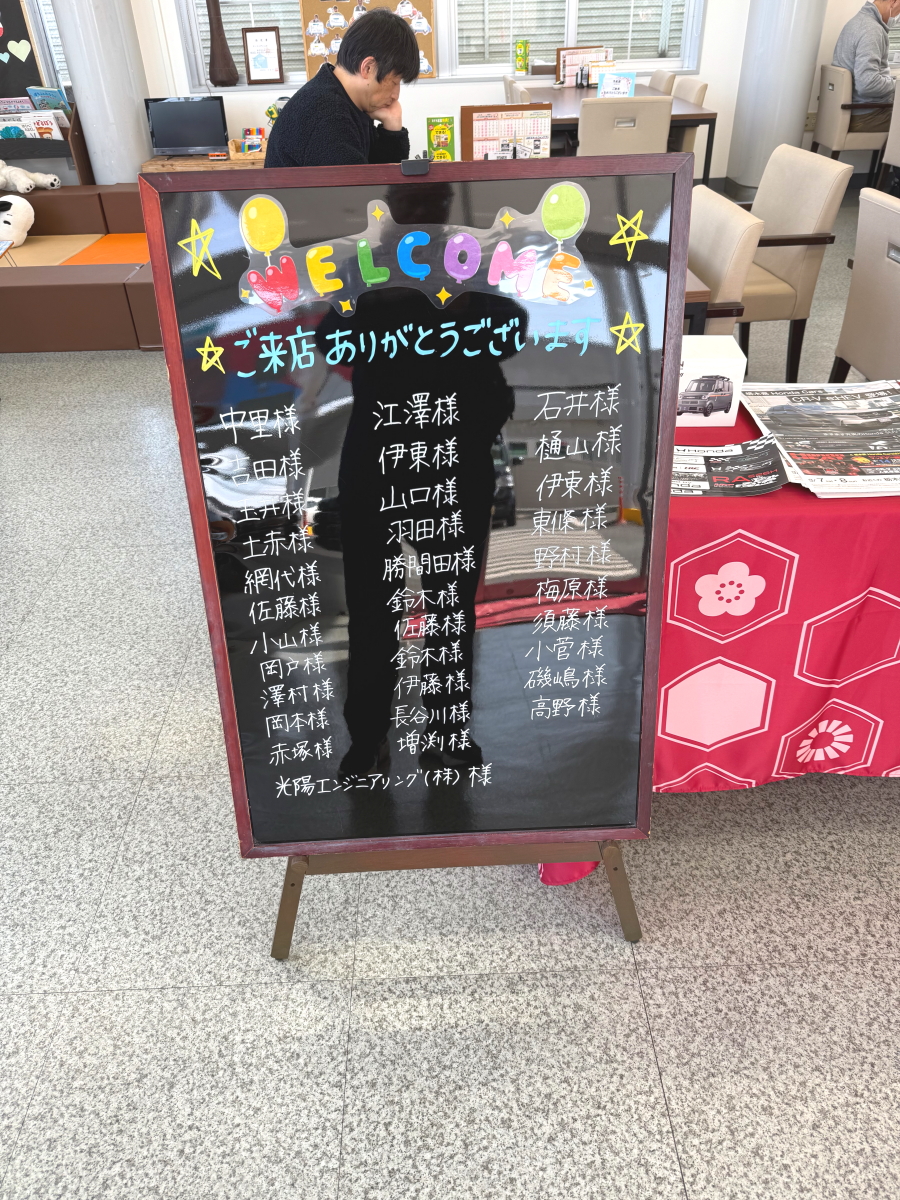 WELCOME
ご来店ありがとうございます
中里様
吉田様
玉井様
土赤様
網代様
佐藤様
小山様
岡戸様
澤村様
岡本様
赤塚様
江澤様
伊東様
山口様
羽田様
勝間田様
鈴木様
佐藤様
鈴木様
伊藤様
長谷川様
増渕様
石井様
樋山様
伊東様
東條様
野村様
梅原様
須藤様
小菅様
磯嶋様
高野様
光陽エンジニアリング(株) 様
Honda Cars